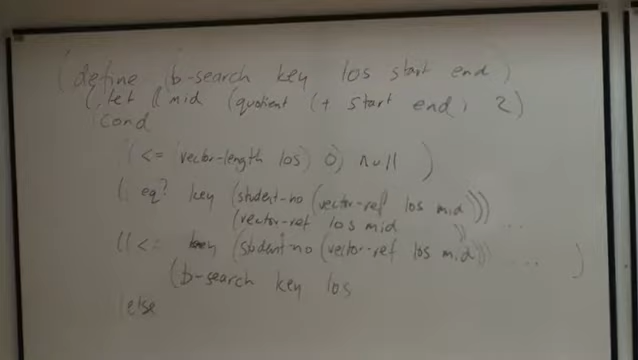 (define (b-search key los start end)
(let ((mid (quotient (+ start end) 2)
(cond
((<= (vector-length los) 0) null)
((eq? key (student-no (vector-ref los mid)))
(vector-ref los mid)) ...
((<= key (student-no (vector-ref los mid)) ... )
(b-search key los
(else